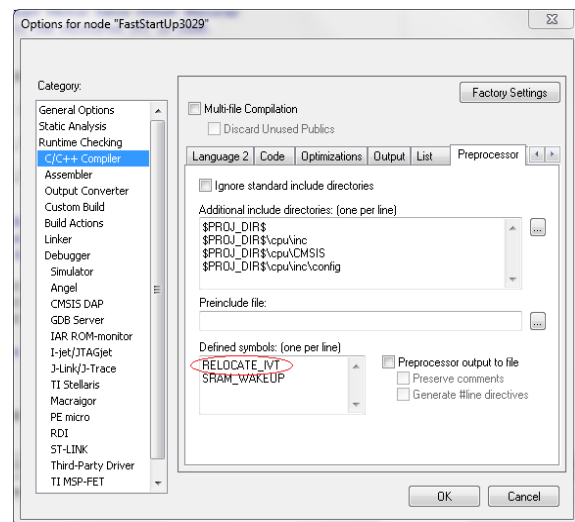 Options for node "FastStartUp3029"
Category:
General Options
Static Analysis
Runtime Checking
C/C++ Compiler
Assembler
Output Converter
Custom Build
Build Actions
Linker
Debugger
Simulator
Angel
CMSIS DAP
GDB Server
IAR ROM-monitor
I-jet/JTAGjet
J-Link/J-Trace
TI Stellaris
Macraigor
PE micro
RDI
ST-LINK
Third-Party Driver
TI MSP-FET
Factory Settings
Multi-file Compilation
Discard Unused Publics
Language 2 Code Optimizations Output List Preprocessor
Ignore standard include directories
Additional include directories: (one per line)
$PROJ_DIR$
$PROJ_DIR$\cpu\inc
$PROJ_DIR$\cpu\CMSIS
$PROJ_DIR$\cpu\inc\config
...
Preinclude file:
...
Defined symbols: (one per line)
RELOCATE_IVT
SRAM_WAKEUP
Preprocessor output to file
Preserve comments
Generate #line directives
OK Cancel